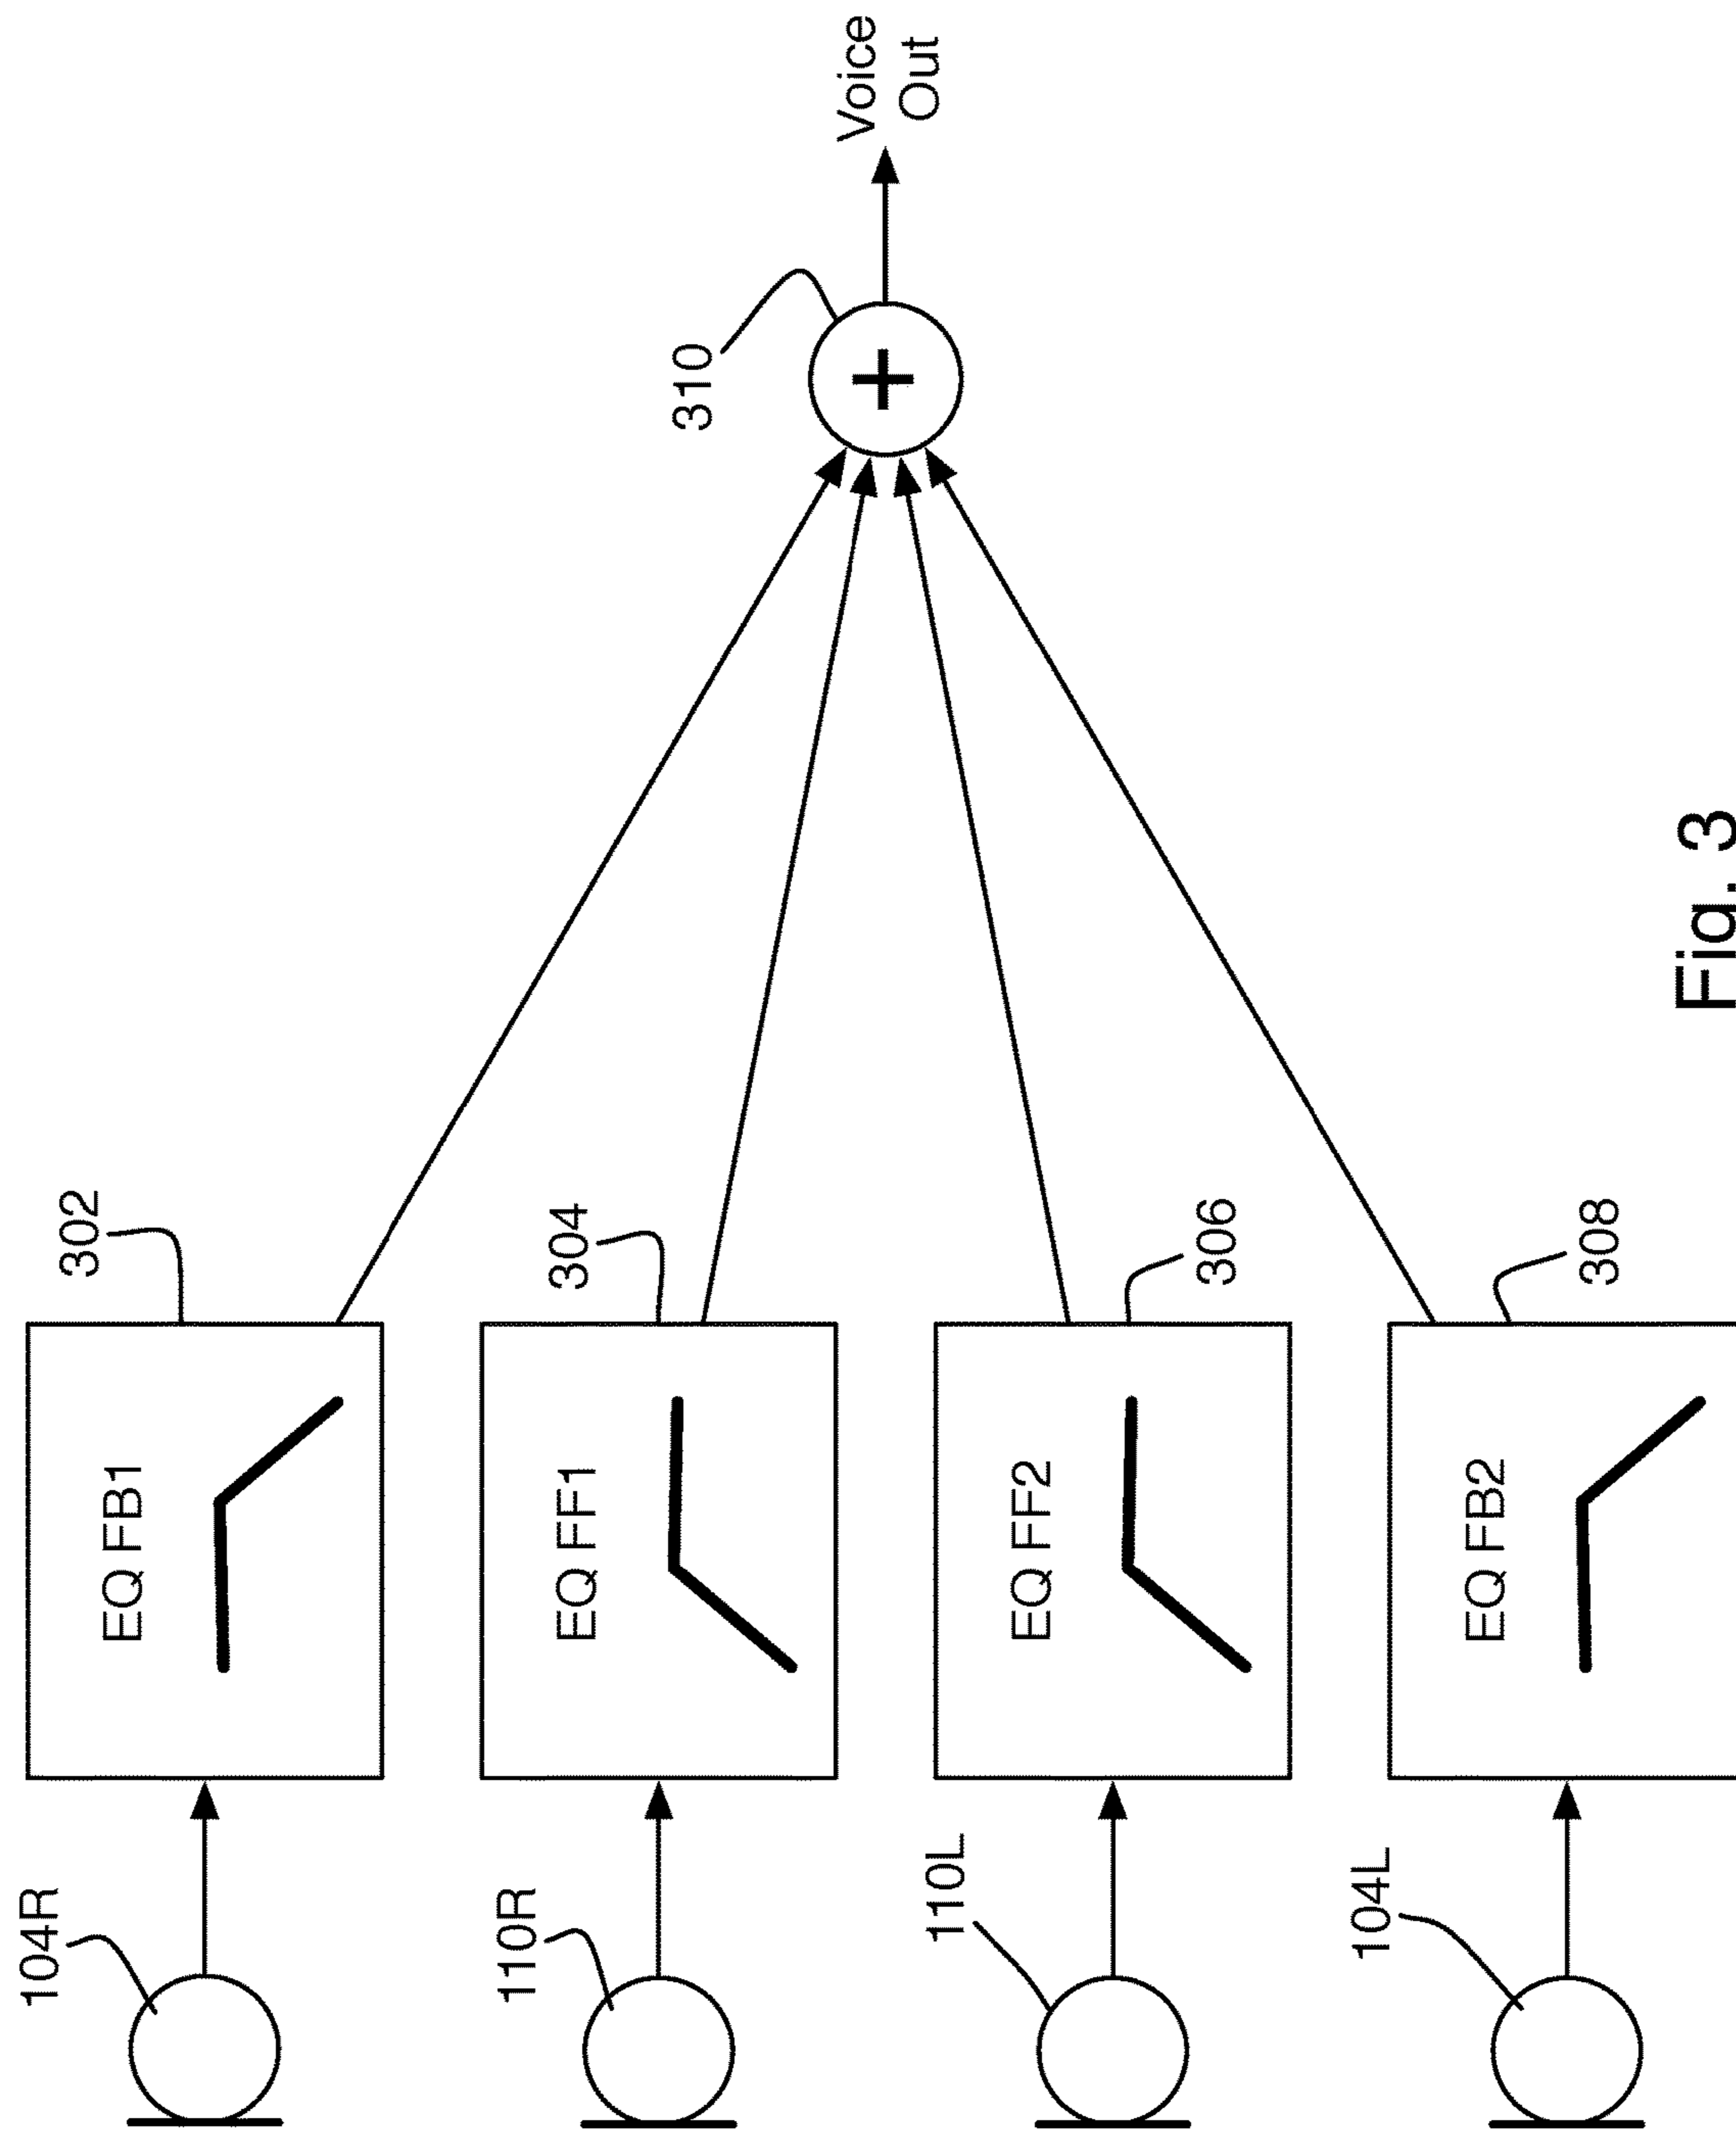 104R
302
EQ FB1
110R
304
EQ FF1
110L
306
EQ FF2
104L
308
EQ FB2
310
+
Voice
Out
Fig. 3